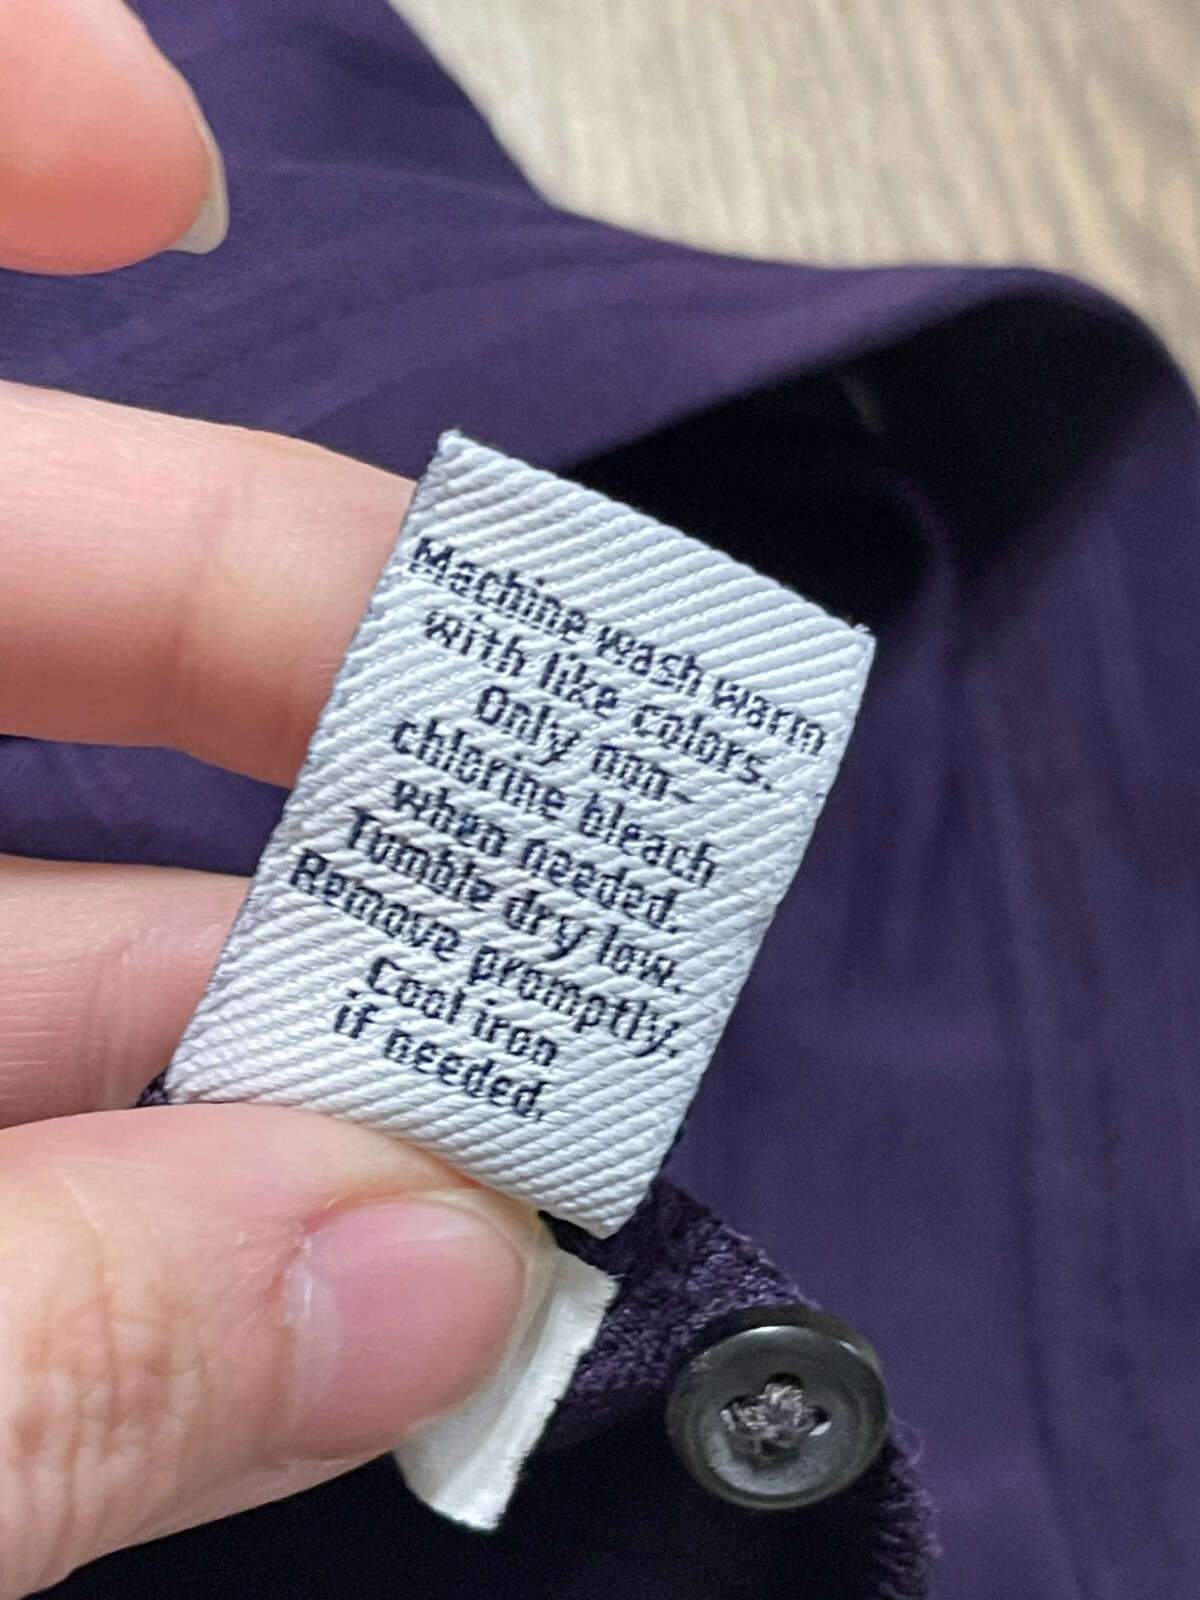 Machine wash warm
with like colors.
Only non-
chlorine bleach
when needed.
Tumble dry low.
Remove promptly.
Cool iron
if needed.